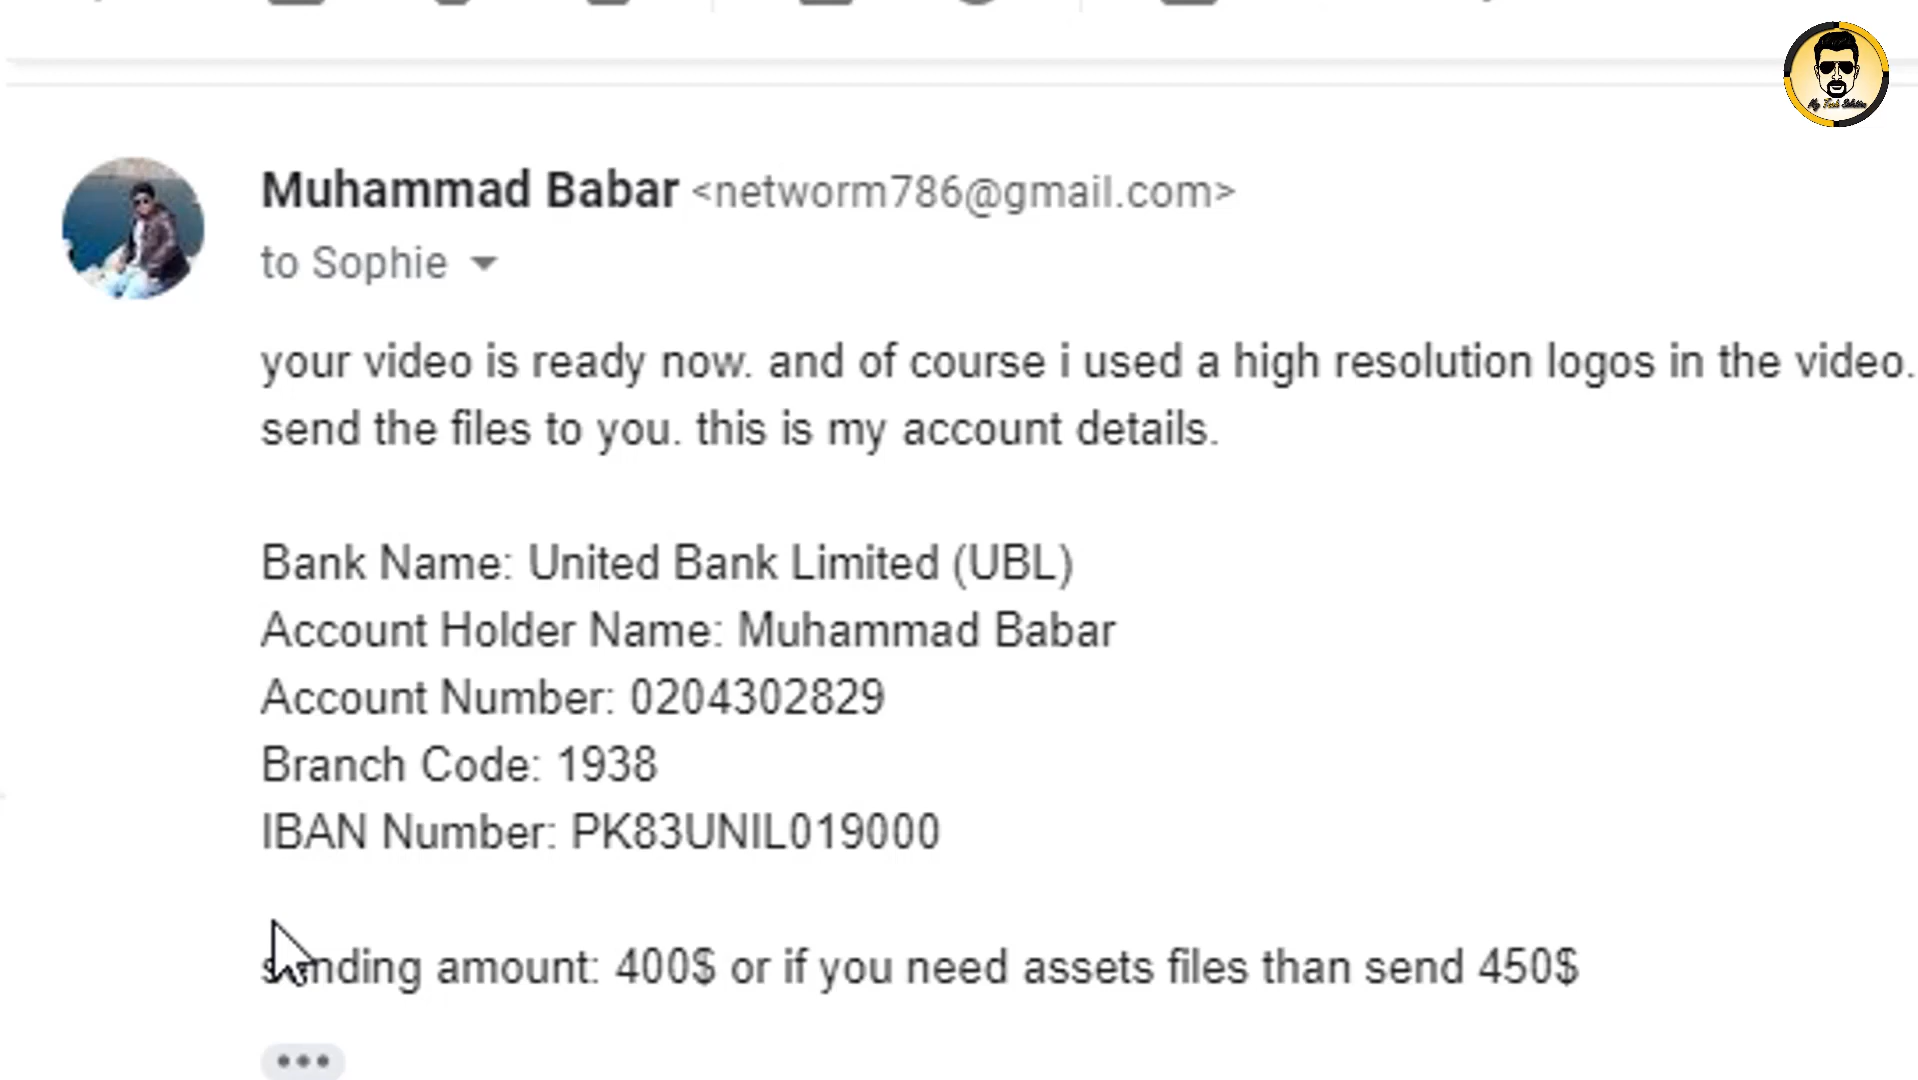 Muhammad Babar <networm786@gmail.com>
to Sophie
your video is ready now. and of course i used a high resolution logos in the video.
send the files to you. this is my account details.
Bank Name: United Bank Limited (UBL)
Account Holder Name: Muhammad Babar
Account Number: 0204302829
Branch Code: 1938
IBAN Number: PK83UNIL019000
amount: 400$ or if you need assets files than send 450$